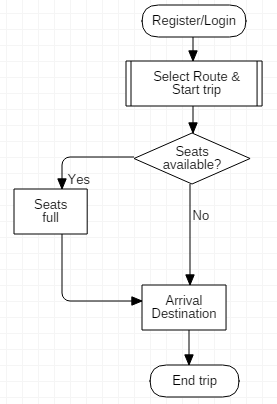 Register/Login
Select Route &
Start trip
Seats
available?
Yes
Seats
full
No
Arrival
Destination
End trip